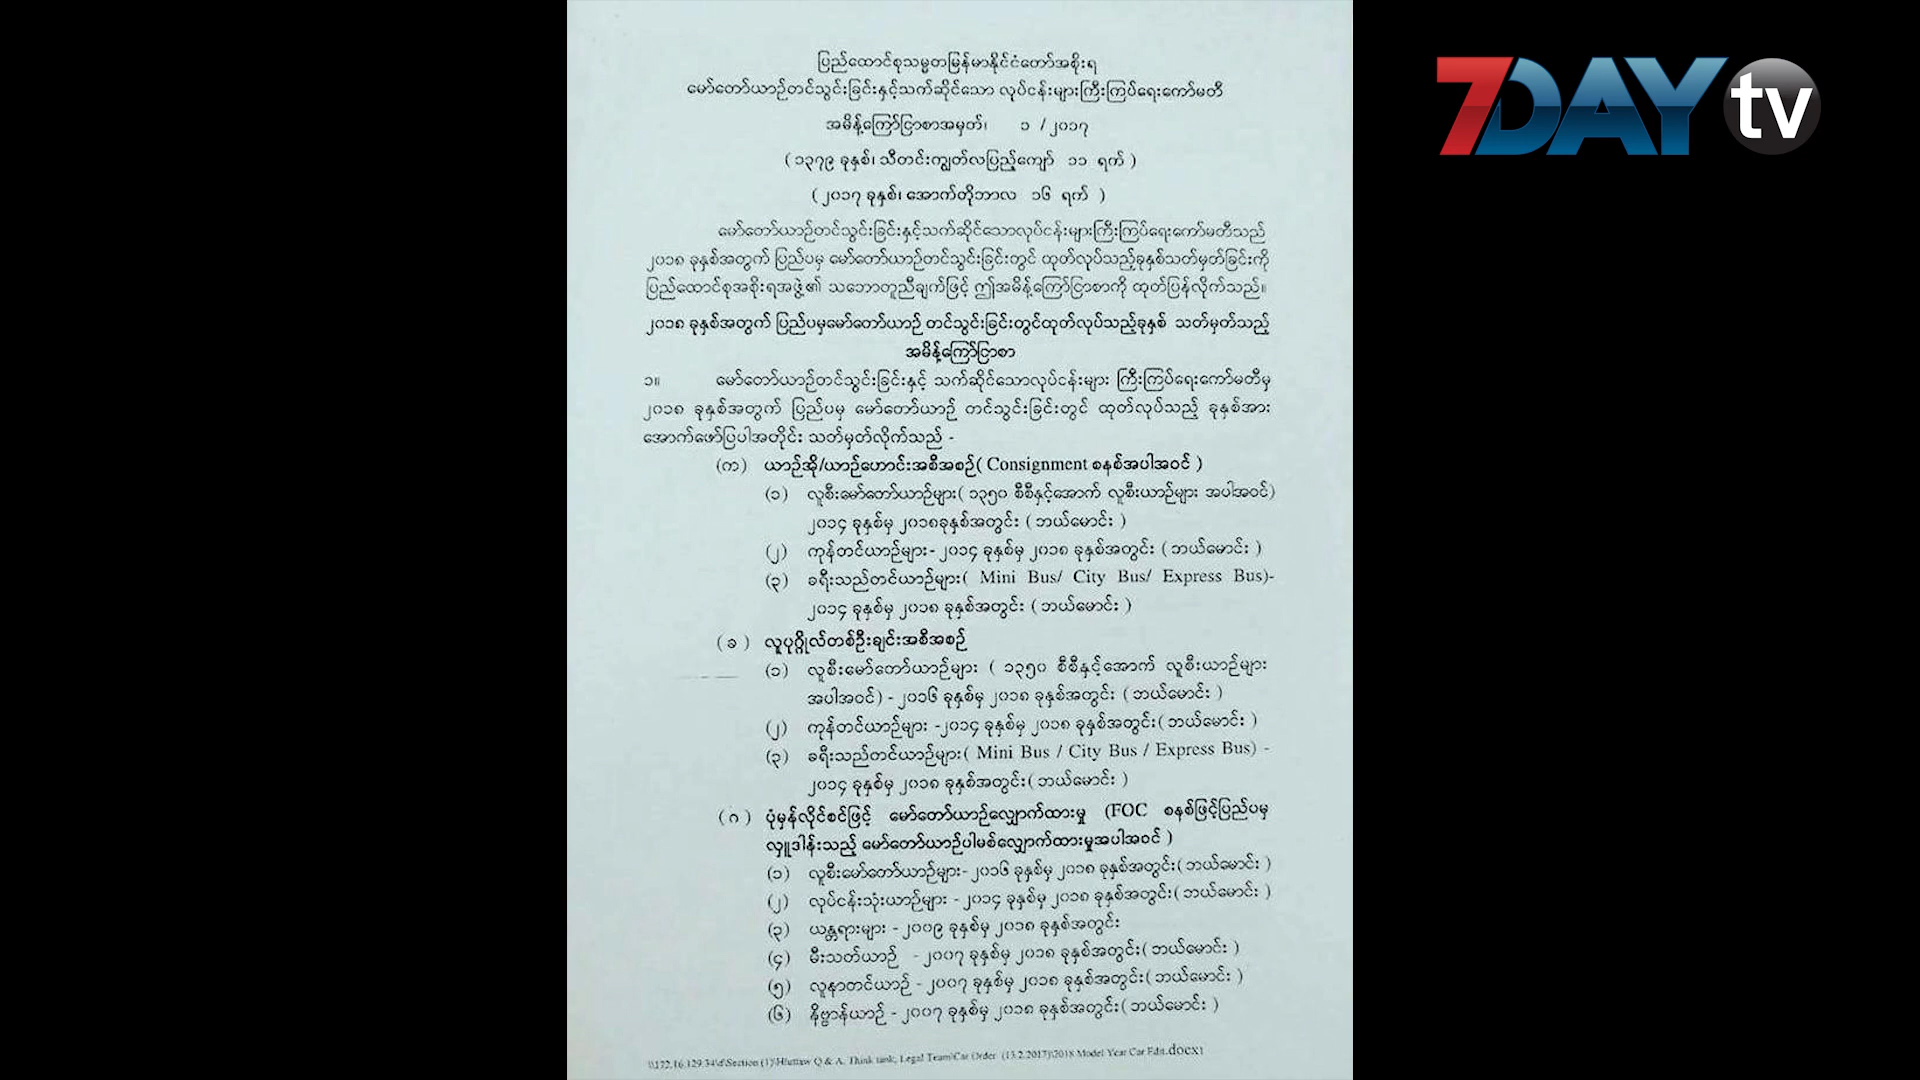 7DAY tv
ပြည်ထောင်စုသမ္မတမြန်မာနိုင်ငံတော်အစိုးရ
မော်တော်ယာဉ်တင်သွင်းခြင်းနှင့်သက်ဆိုင်သော လုပ်ငန်းများကြီးကြပ်ရေးကော်မတီ
အမိန့်ကြော်ငြာစာအမှတ်၊ ၁ / ၂၀၁၇
( ၁၃၇၉ ခုနှစ်၊ သီတင်းကျွတ်လပြည့်ကျော် ၁၁ ရက် )
( ၂၀၁၇ ခုနှစ်၊ အောက်တိုဘာလ ၁၆ ရက် )
မော်တော်ယာဉ်တင်သွင်းခြင်းနှင့်သက်ဆိုင်သောလုပ်ငန်းများကြီးကြပ်ရေးကော်မတီသည်
၂၀၁၈ ခုနှစ်အတွက် ပြည်ပမှ မော်တော်ယာဉ်တင်သွင်းခြင်းတွင် ထုတ်လုပ်သည့်ခုနှစ်သတ်မှတ်ခြင်းကို
ပြည်ထောင်စုအစိုးရအဖွဲ့၏ သဘောတူညီချက်ဖြင့် ဤအမိန့်ကြော်ငြာစာကို ထုတ်ပြန်လိုက်သည်။
၂၀၁၈ ခုနှစ်အတွက် ပြည်ပမှမော်တော်ယာဉ် တင်သွင်းခြင်းတွင်ထုတ်လုပ်သည့်ခုနှစ် သတ်မှတ်သည့်
အမိန့်ကြော်ငြာစာ
၁။ မော်တော်ယာဉ်တင်သွင်းခြင်းနှင့် သက်ဆိုင်သောလုပ်ငန်းများ ကြီးကြပ်ရေးကော်မတီမှ
၂၀၁၈ ခုနှစ်အတွက် ပြည်ပမှ မော်တော်ယာဉ် တင်သွင်းခြင်းတွင် ထုတ်လုပ်သည့် ခုနှစ်အား
အောက်ဖော်ပြပါအတိုင်း သတ်မှတ်လိုက်သည် -
(က) ယာဉ်အို/ယာဉ်ဟောင်းအစီအစဉ်( Consignment စနစ်အပါအဝင် )
(၁) လူစီးမော်တော်ယာဉ်များ( ၁၃၅၀ စီစီနှင့်အောက် လူစီးယာဉ်များ အပါအဝင်)
၂၀၁၄ ခုနှစ်မှ ၂၀၁၈ခုနှစ်အတွင်း ( ဘယ်မောင်း )
(၂) ကုန်တင်ယာဉ်များ- ၂၀၁၄ ခုနှစ်မှ ၂၀၁၈ ခုနှစ်အတွင်း ( ဘယ်မောင်း )
(၃) ခရီးသည်တင်ယာဉ်များ( Mini Bus/ City Bus/ Express Bus)-
၂၀၁၄ ခုနှစ်မှ ၂၀၁၈ ခုနှစ်အတွင်း ( ဘယ်မောင်း )
( ခ ) လူပုဂ္ဂိုလ်တစ်ဦးချင်းအစီအစဉ်
(၁) လူစီးမော်တော်ယာဉ်များ ( ၁၃၅၀ စီစီနှင့်အောက် လူစီးယာဉ်များ
အပါအဝင်) - ၂၀၁၆ ခုနှစ်မှ ၂၀၁၈ ခုနှစ်အတွင်း ( ဘယ်မောင်း )
(၂) ကုန်တင်ယာဉ်များ -၂၀၁၄ ခုနှစ်မှ ၂၀၁၈ ခုနှစ်အတွင်း( ဘယ်မောင်း )
(၃) ခရီးသည်တင်ယာဉ်များ( Mini Bus / City Bus / Express Bus) -
၂၀၁၄ ခုနှစ်မှ ၂၀၁၈ ခုနှစ်အတွင်း( ဘယ်မောင်း )
( ဂ ) ပုံမှန်လိုင်စင်ဖြင့် မော်တော်ယာဉ်လျှောက်ထားမှု (FOC စနစ်ဖြင့်ပြည်ပမှ
လှူဒါန်းသည့် မော်တော်ယာဉ်ပါမစ်လျှောက်ထားမှုအပါအဝင် )
(၁) လူစီးမော်တော်ယာဉ်များ- ၂၀၁၆ ခုနှစ်မှ ၂၀၁၈ ခုနှစ်အတွင်း( ဘယ်မောင်း )
(၂) လုပ်ငန်းသုံးယာဉ်များ - ၂၀၁၄ ခုနှစ်မှ ၂၀၁၈ ခုနှစ်အတွင်း( ဘယ်မောင်း )
(၃) ယန္တရားများ - ၂၀၀၉ ခုနှစ်မှ ၂၀၁၈ ခုနှစ်အတွင်း
(၄) မီးသတ်ယာဉ် - ၂၀၀၇ ခုနှစ်မှ ၂၀၁၈ ခုနှစ်အတွင်း( ဘယ်မောင်း )
(၅) လူနာတင်ယာဉ် - ၂၀၀၇ ခုနှစ်မှ ၂၀၁၈ ခုနှစ်အတွင်း( ဘယ်မောင်း )
(၆) နိဗ္ဗာန်ယာဉ် - ၂၀၀၇ ခုနှစ်မှ ၂၀၁၈ ခုနှစ်အတွင်း( ဘယ်မောင်း )
\\172.16.129.34\d\Section (1)\Hluttaw Q & A, Think tank, Legal Team\Car Order (13.2.2017)\2018 Model Year Car Edit.docx1